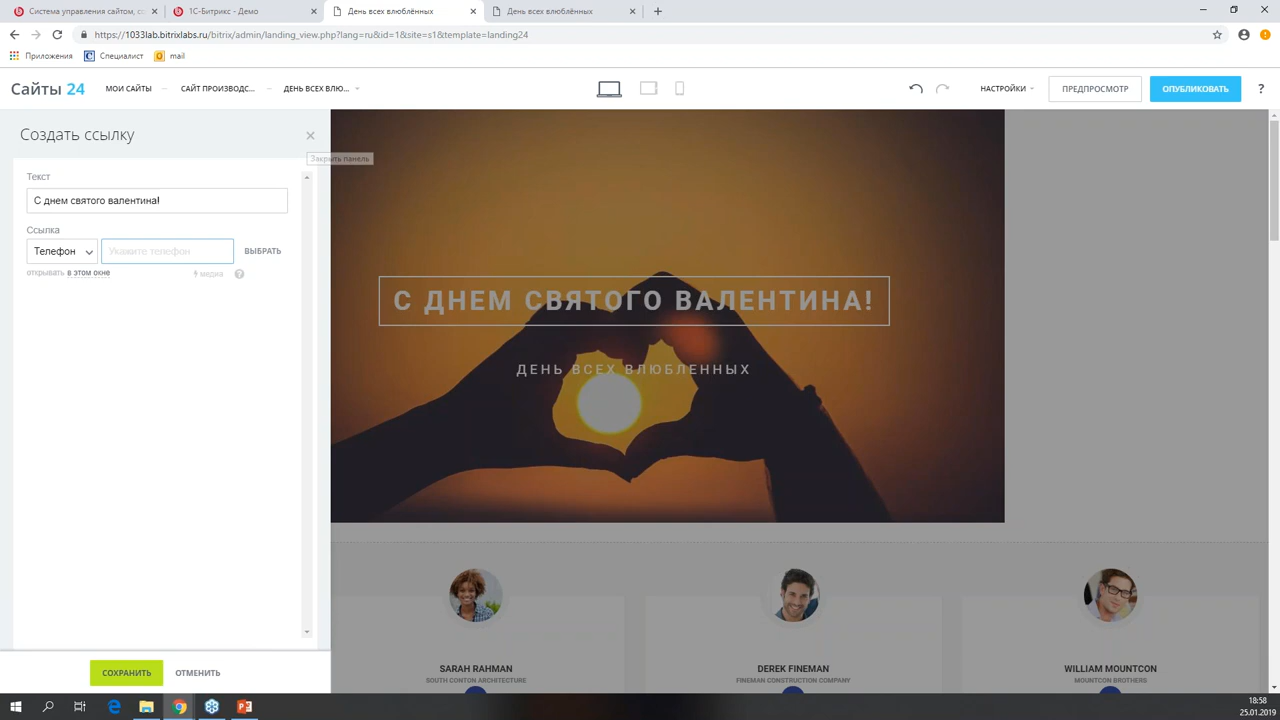 Система управления сайтом, со
1С-Битрикс - Демо
День всех влюблённых
День всех влюблённых
https://1033lab.bitrixlabs.ru/bitrix/admin/landing_view.php?lang=ru&id=1&site=s1&template=landing24
Приложения
Специалист
mail
Сайты 24
МОИ САЙТЫ
САЙТ ПРОИЗВОДС...
ДЕНЬ ВСЕХ ВЛЮ...
НАСТРОЙКИ
ПРЕДПРОСМОТР
ОПУБЛИКОВАТЬ
?
Создать ссылку
Закрыть панель
Текст
С днем святого валентина!
Ссылка
Телефон
Укажите телефон
ВЫБРАТЬ
открывать в этом окне
медиа
?
С ДНЕМ СВЯТОГО ВАЛЕНТИНА!
ДЕНЬ ВСЕХ ВЛЮБЛЕННЫХ
SARAH RAHMAN
SOUTH CONTON ARCHITECTURE
DEREK FINEMAN
FINEMAN CONSTRUCTION COMPANY
WILLIAM MOUNTCON
MOUNTCON BROTHERS
СОХРАНИТЬ
ОТМЕНИТЬ
18:58
25.01.2019